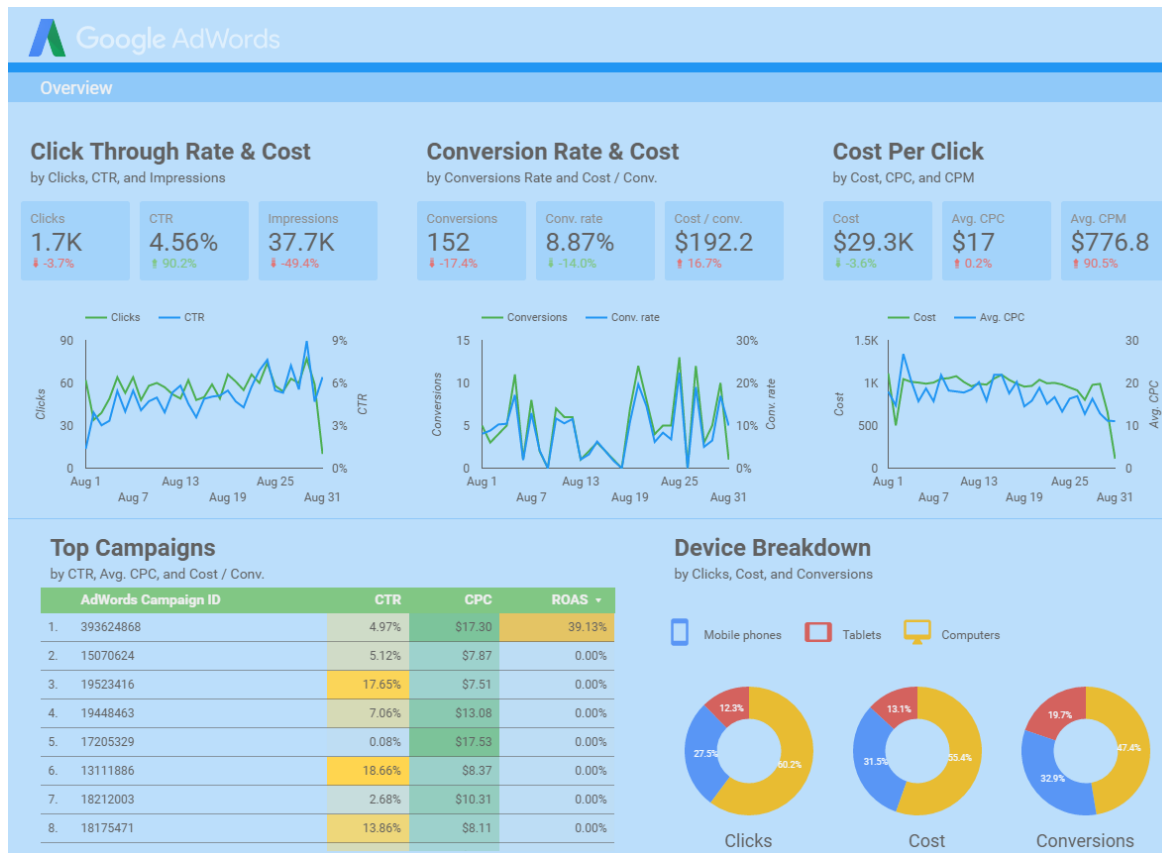 Google AdWords
Overview
Click Through Rate & Cost
by Clicks, CTR, and Impressions
Clicks
1.7K
-3.7%
CTR
4.56%
90.2%
Impressions
37.7K
-49.4%
Clicks
CTR
90
60
30
0
Clicks
9%
6%
3%
0%
CTR
Aug 1
Aug 7
Aug 13
Aug 19
Aug 25
Aug 31
Conversion Rate & Cost
by Conversions Rate and Cost / Conv.
Conversions
152
-17.4%
Conv. rate
8.87%
-14.0%
Cost / conv.
$192.2
16.7%
Conversions
Conv. rate
15
10
5
0
Conversions
30%
20%
10%
0%
Conv. rate
Aug 1
Aug 7
Aug 13
Aug 19
Aug 25
Aug 31
Cost Per Click
by Cost, CPC, and CPM
Cost
$29.3K
-3.6%
Avg. CPC
$17
0.2%
Avg. CPM
$776.8
90.5%
Cost
Avg. CPC
1.5K
1K
500
0
Cost
30
20
10
0
Avg. CPC
Aug 1
Aug 7
Aug 13
Aug 19
Aug 25
Aug 31
Top Campaigns
by CTR, Avg. CPC, and Cost / Conv.
AdWords Campaign ID CTR CPC ROAS
1. 393624868 4.97% $17.30 39.13%
2. 15070624 5.12% $7.87 0.00%
3. 19523416 17.65% $7.51 0.00%
4. 19448463 7.06% $13.08 0.00%
5. 17205329 0.08% $17.53 0.00%
6. 13111886 18.66% $8.37 0.00%
7. 18212003 2.68% $10.31 0.00%
8. 18175471 13.86% $8.11 0.00%
Device Breakdown
by Clicks, Cost, and Conversions
Mobile phones
Tablets
Computers
12.3%
27.5%
60.2%
Clicks
13.1%
31.5%
55.4%
Cost
19.7%
32.9%
47.4%
Conversions